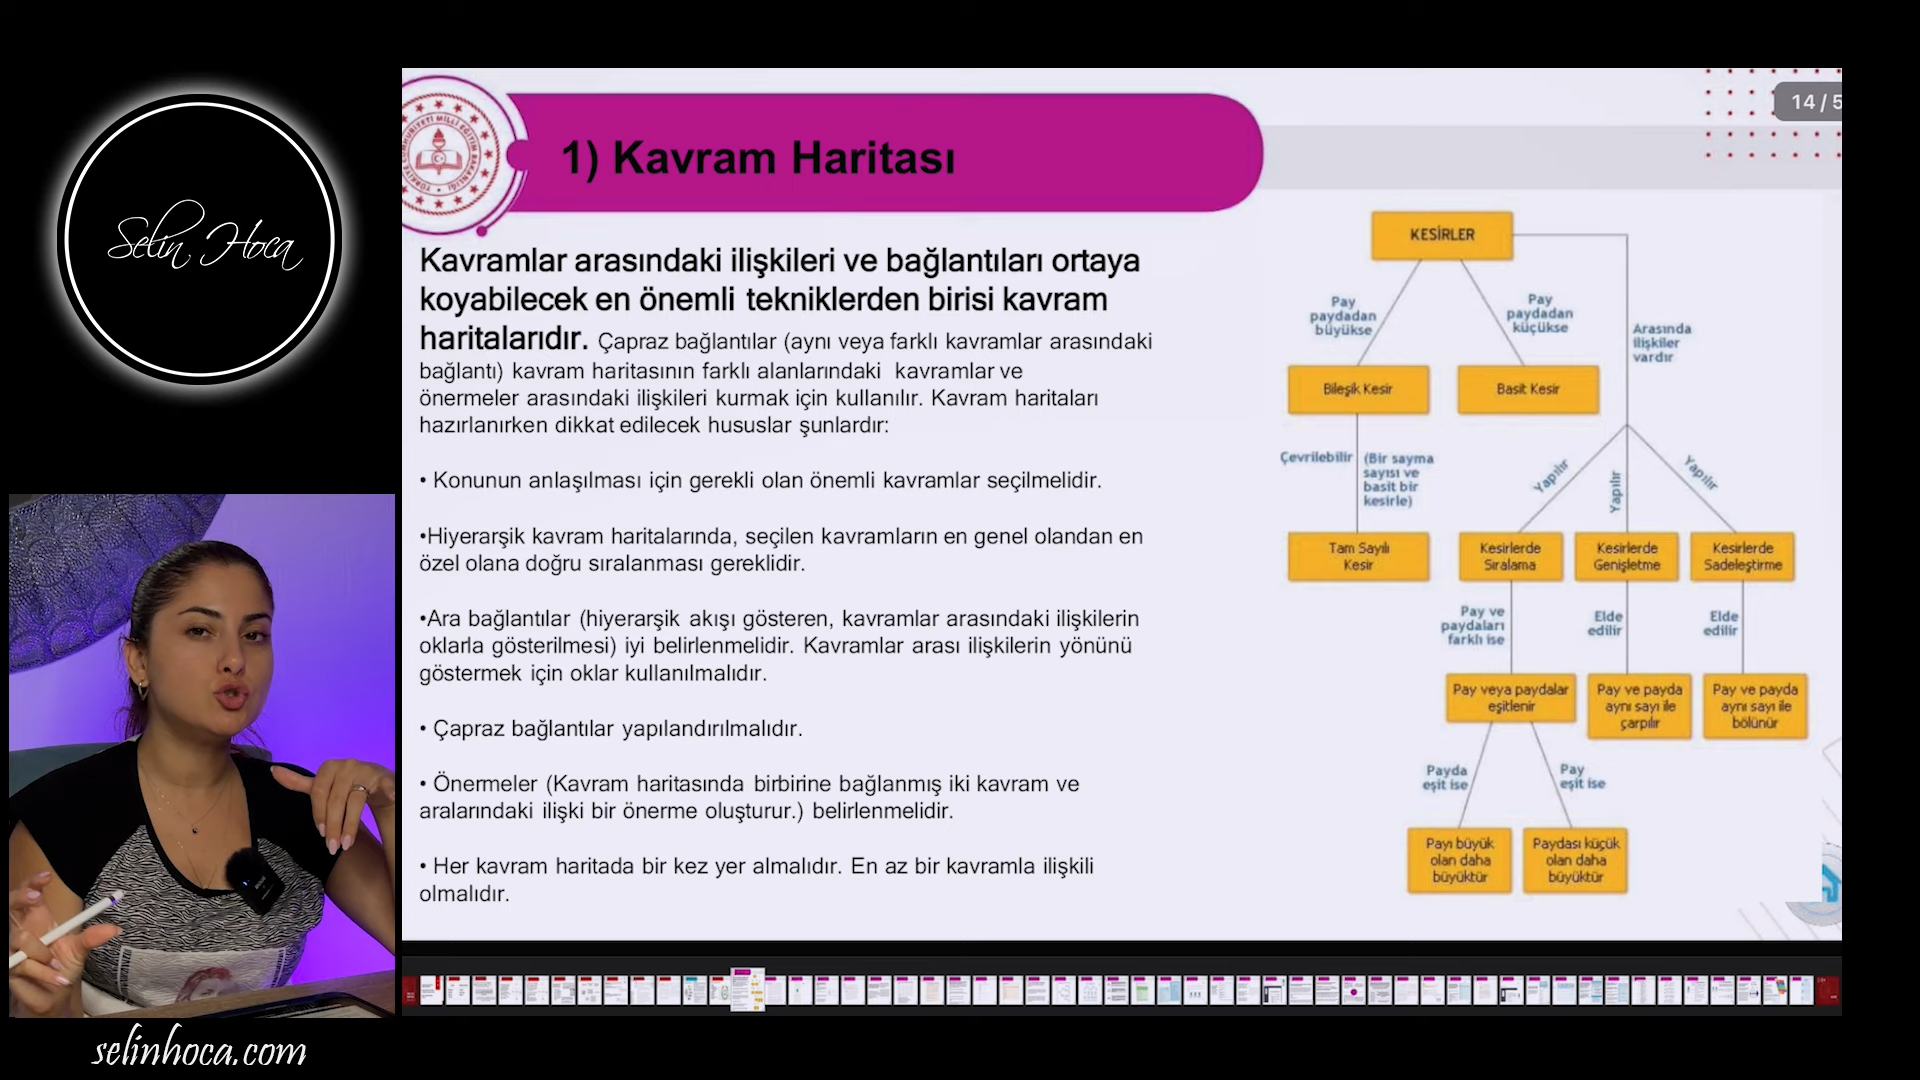 Selin Hoca
selinhoca.com
14 / 5
1) Kavram Haritası
Kavramlar arasındaki ilişkileri ve bağlantıları ortaya
koyabilecek en önemli tekniklerden birisi kavram
haritalarıdır. Çapraz bağlantılar (aynı veya farklı kavramlar arasındaki
bağlantı) kavram haritasının farklı alanlarındaki kavramlar ve
önermeler arasındaki ilişkileri kurmak için kullanılır. Kavram haritaları
hazırlanırken dikkat edilecek hususlar şunlardır:
• Konunun anlaşılması için gerekli olan önemli kavramlar seçilmelidir.
•Hiyerarşik kavram haritalarında, seçilen kavramların en genel olandan en
özel olana doğru sıralanması gereklidir.
•Ara bağlantılar (hiyerarşik akışı gösteren, kavramlar arasındaki ilişkilerin
oklarla gösterilmesi) iyi belirlenmelidir. Kavramlar arası ilişkilerin yönünü
göstermek için oklar kullanılmalıdır.
• Çapraz bağlantılar yapılandırılmalıdır.
• Önermeler (Kavram haritasında birbirine bağlanmış iki kavram ve
aralarındaki ilişki bir önerme oluşturur.) belirlenmelidir.
• Her kavram haritada bir kez yer almalıdır. En az bir kavramla ilişkili
olmalıdır.
KESİRLER
Pay
paydadan
büyükse
Pay
paydadan
küçükse
Arasında
ilişkiler
vardır
Bileşik Kesir
Basit Kesir
Çevrilebilir
(Bir sayma
sayısı ve
basit bir
kesirle)
Yapılır
Yapılır
Yapılır
Tam Sayılı
Kesir
Kesirlerde
Sıralama
Kesirlerde
Genişletme
Kesirlerde
Sadeleştirme
Pay ve
paydaları
farklı ise
Elde
edilir
Elde
edilir
Pay veya paydalar
eşitlenir
Pay ve payda
aynı sayı ile
çarpılır
Pay ve payda
aynı sayı ile
bölünür
Payda
eşit ise
Pay
eşit ise
Payı büyük
olan daha
büyüktür
Paydası küçük
olan daha
büyüktür